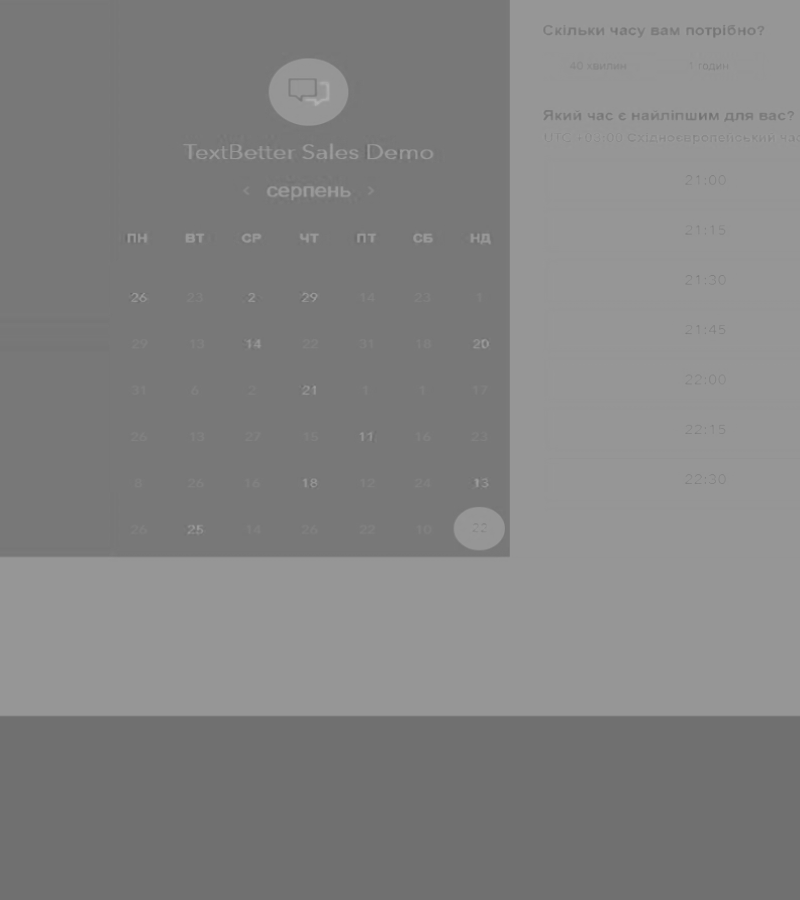 TextBetter Sales Demo
‹ серпень ›
ПН ВТ СР ЧТ ПТ СБ НД
26 23 2 29 14 23 1
29 13 14 22 31 18 20
31 6 2 21 1 17
26 13 27 15 11 16 23
8 26 16 18 12 24 13
26 25 14 26 22 10 22
Скільки часу вам потрібно?
40 хвилин 1 годин
Який час є найліпшим для вас?
UTC +03:00 Східноєвропейський час
21:00
21:15
21:30
21:45
22:00
22:15
22:30